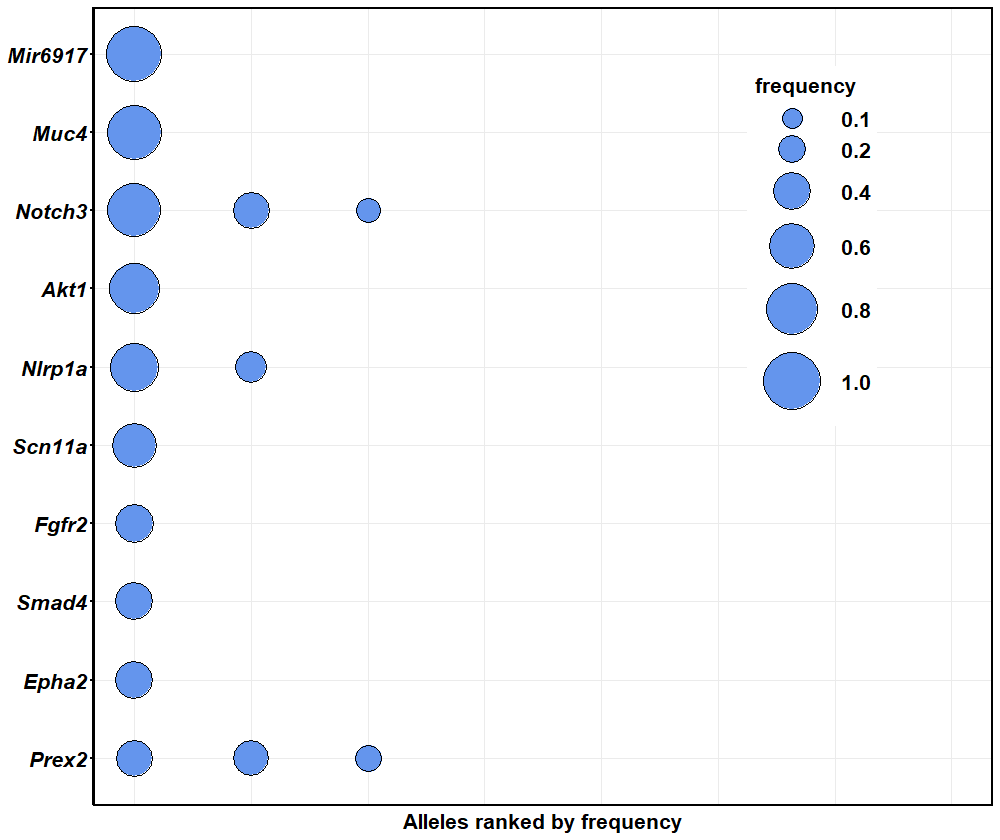 Mir6917
Muc4
Notch3
Akt1
Nlrp1a
Scn11a
Fgfr2
Smad4
Epha2
Prex2
frequency
0.1
0.2
0.4
0.6
0.8
1.0
Alleles ranked by frequency